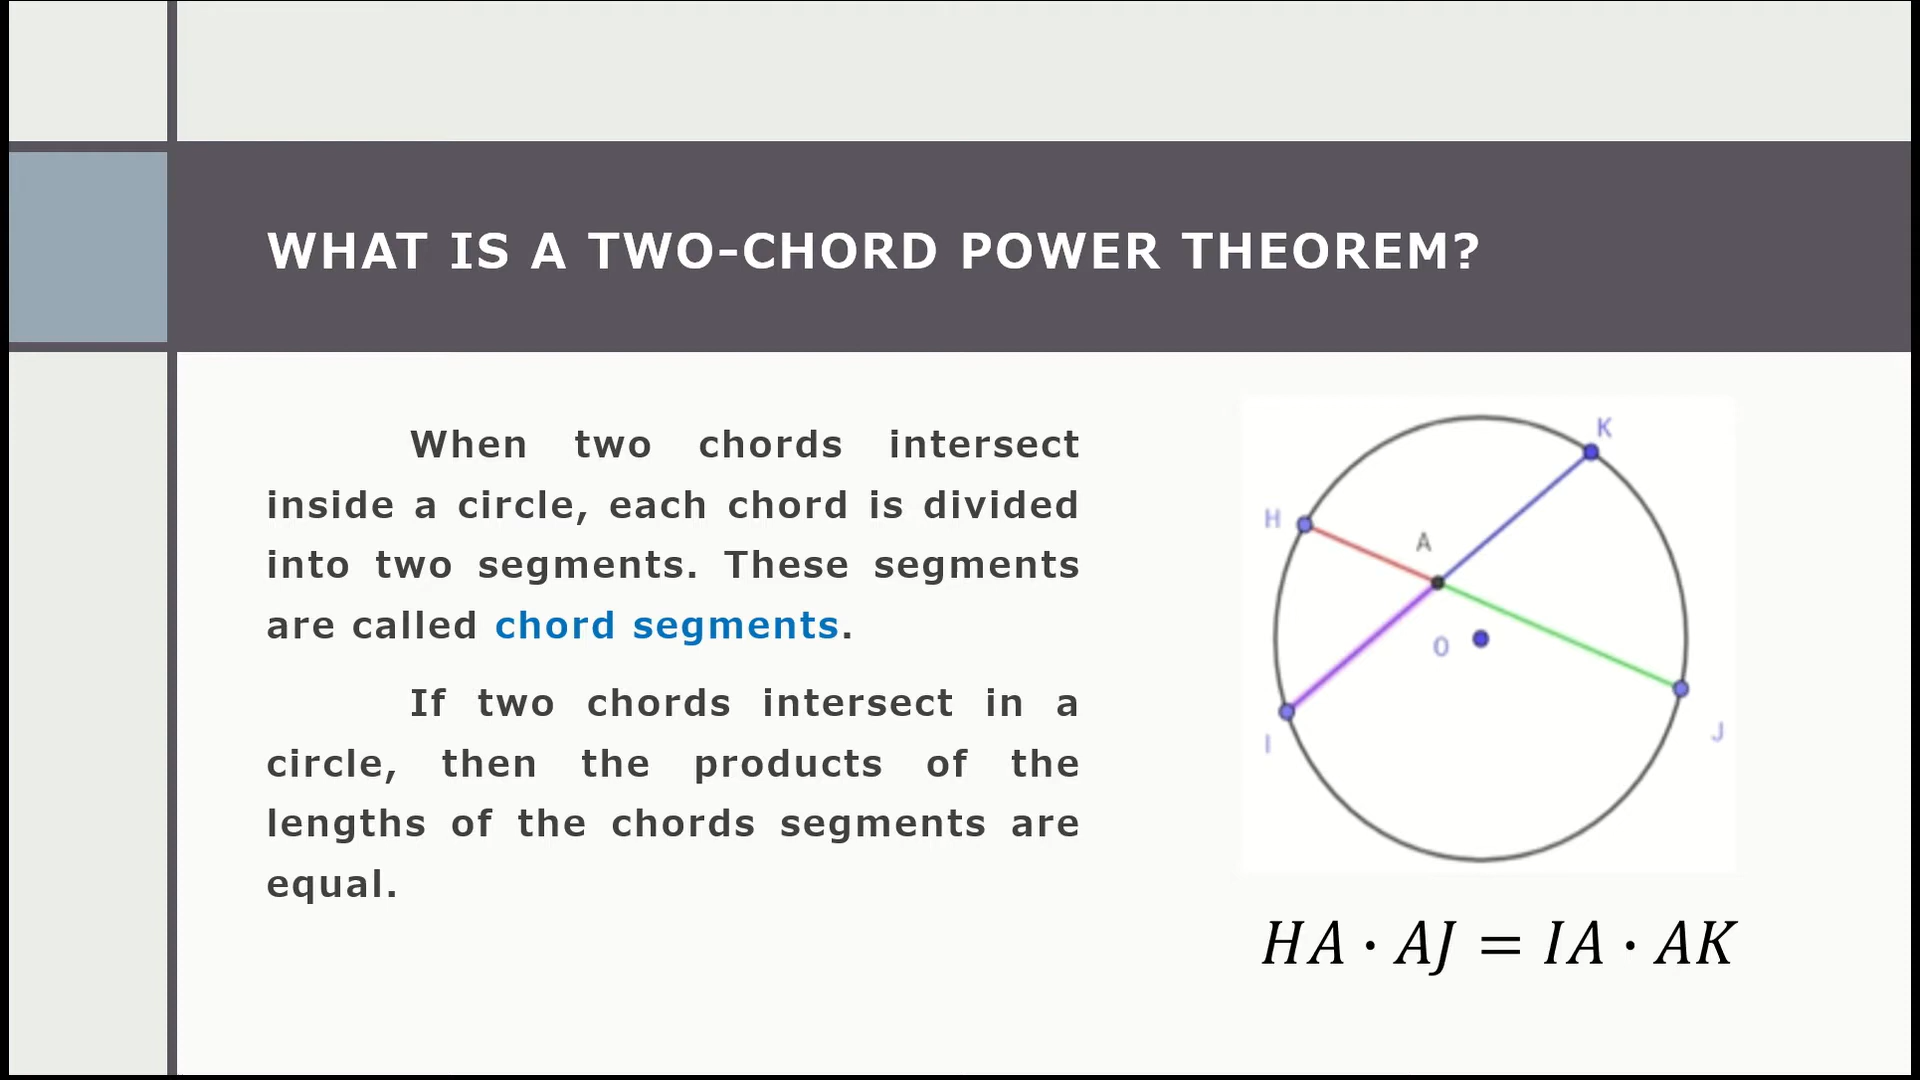 WHAT IS A TWO-CHORD POWER THEOREM?
When two chords intersect
inside a circle, each chord is divided
into two segments. These segments
are called chord segments.
If two chords intersect in a
circle, then the products of the
lengths of the chords segments are
equal.
K
H
A
O
I
J
HA · AJ = IA · AK